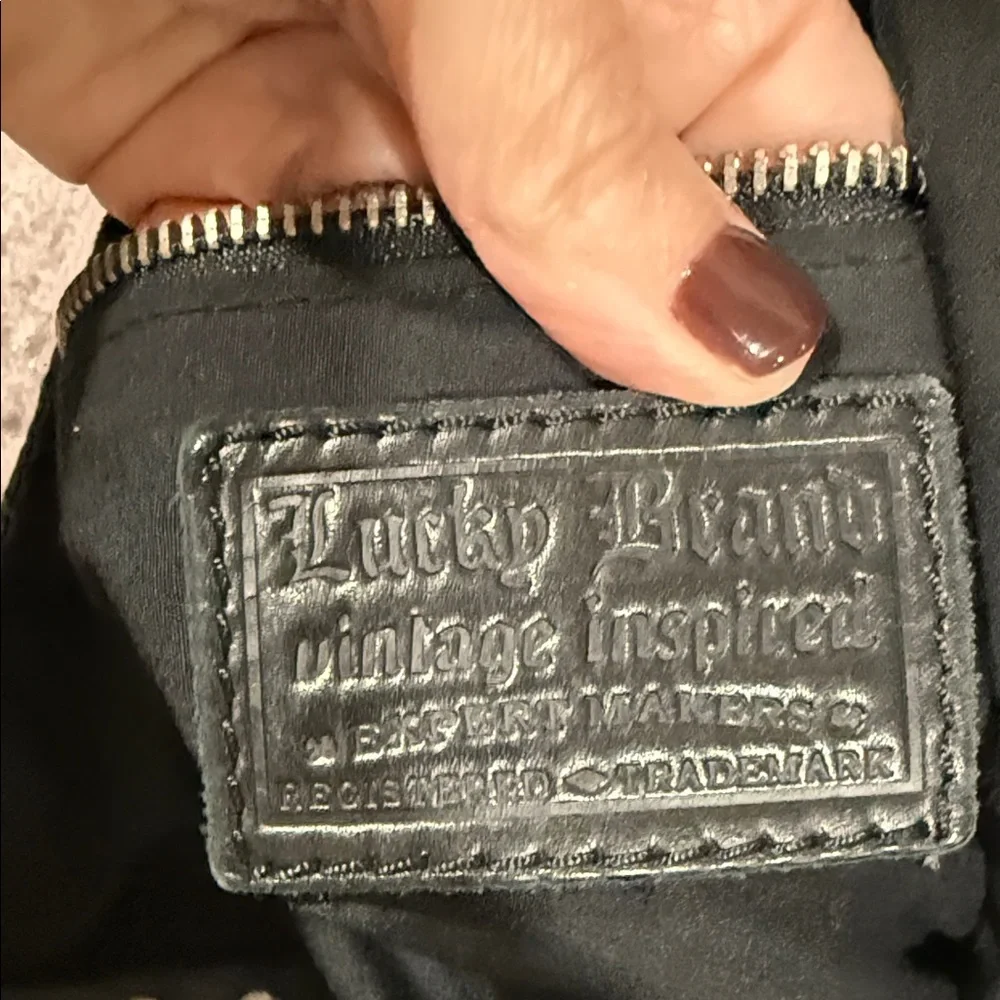 Lucky Brand
vintage inspired
EXPERT MAKERS
REGISTERED TRADEMARK